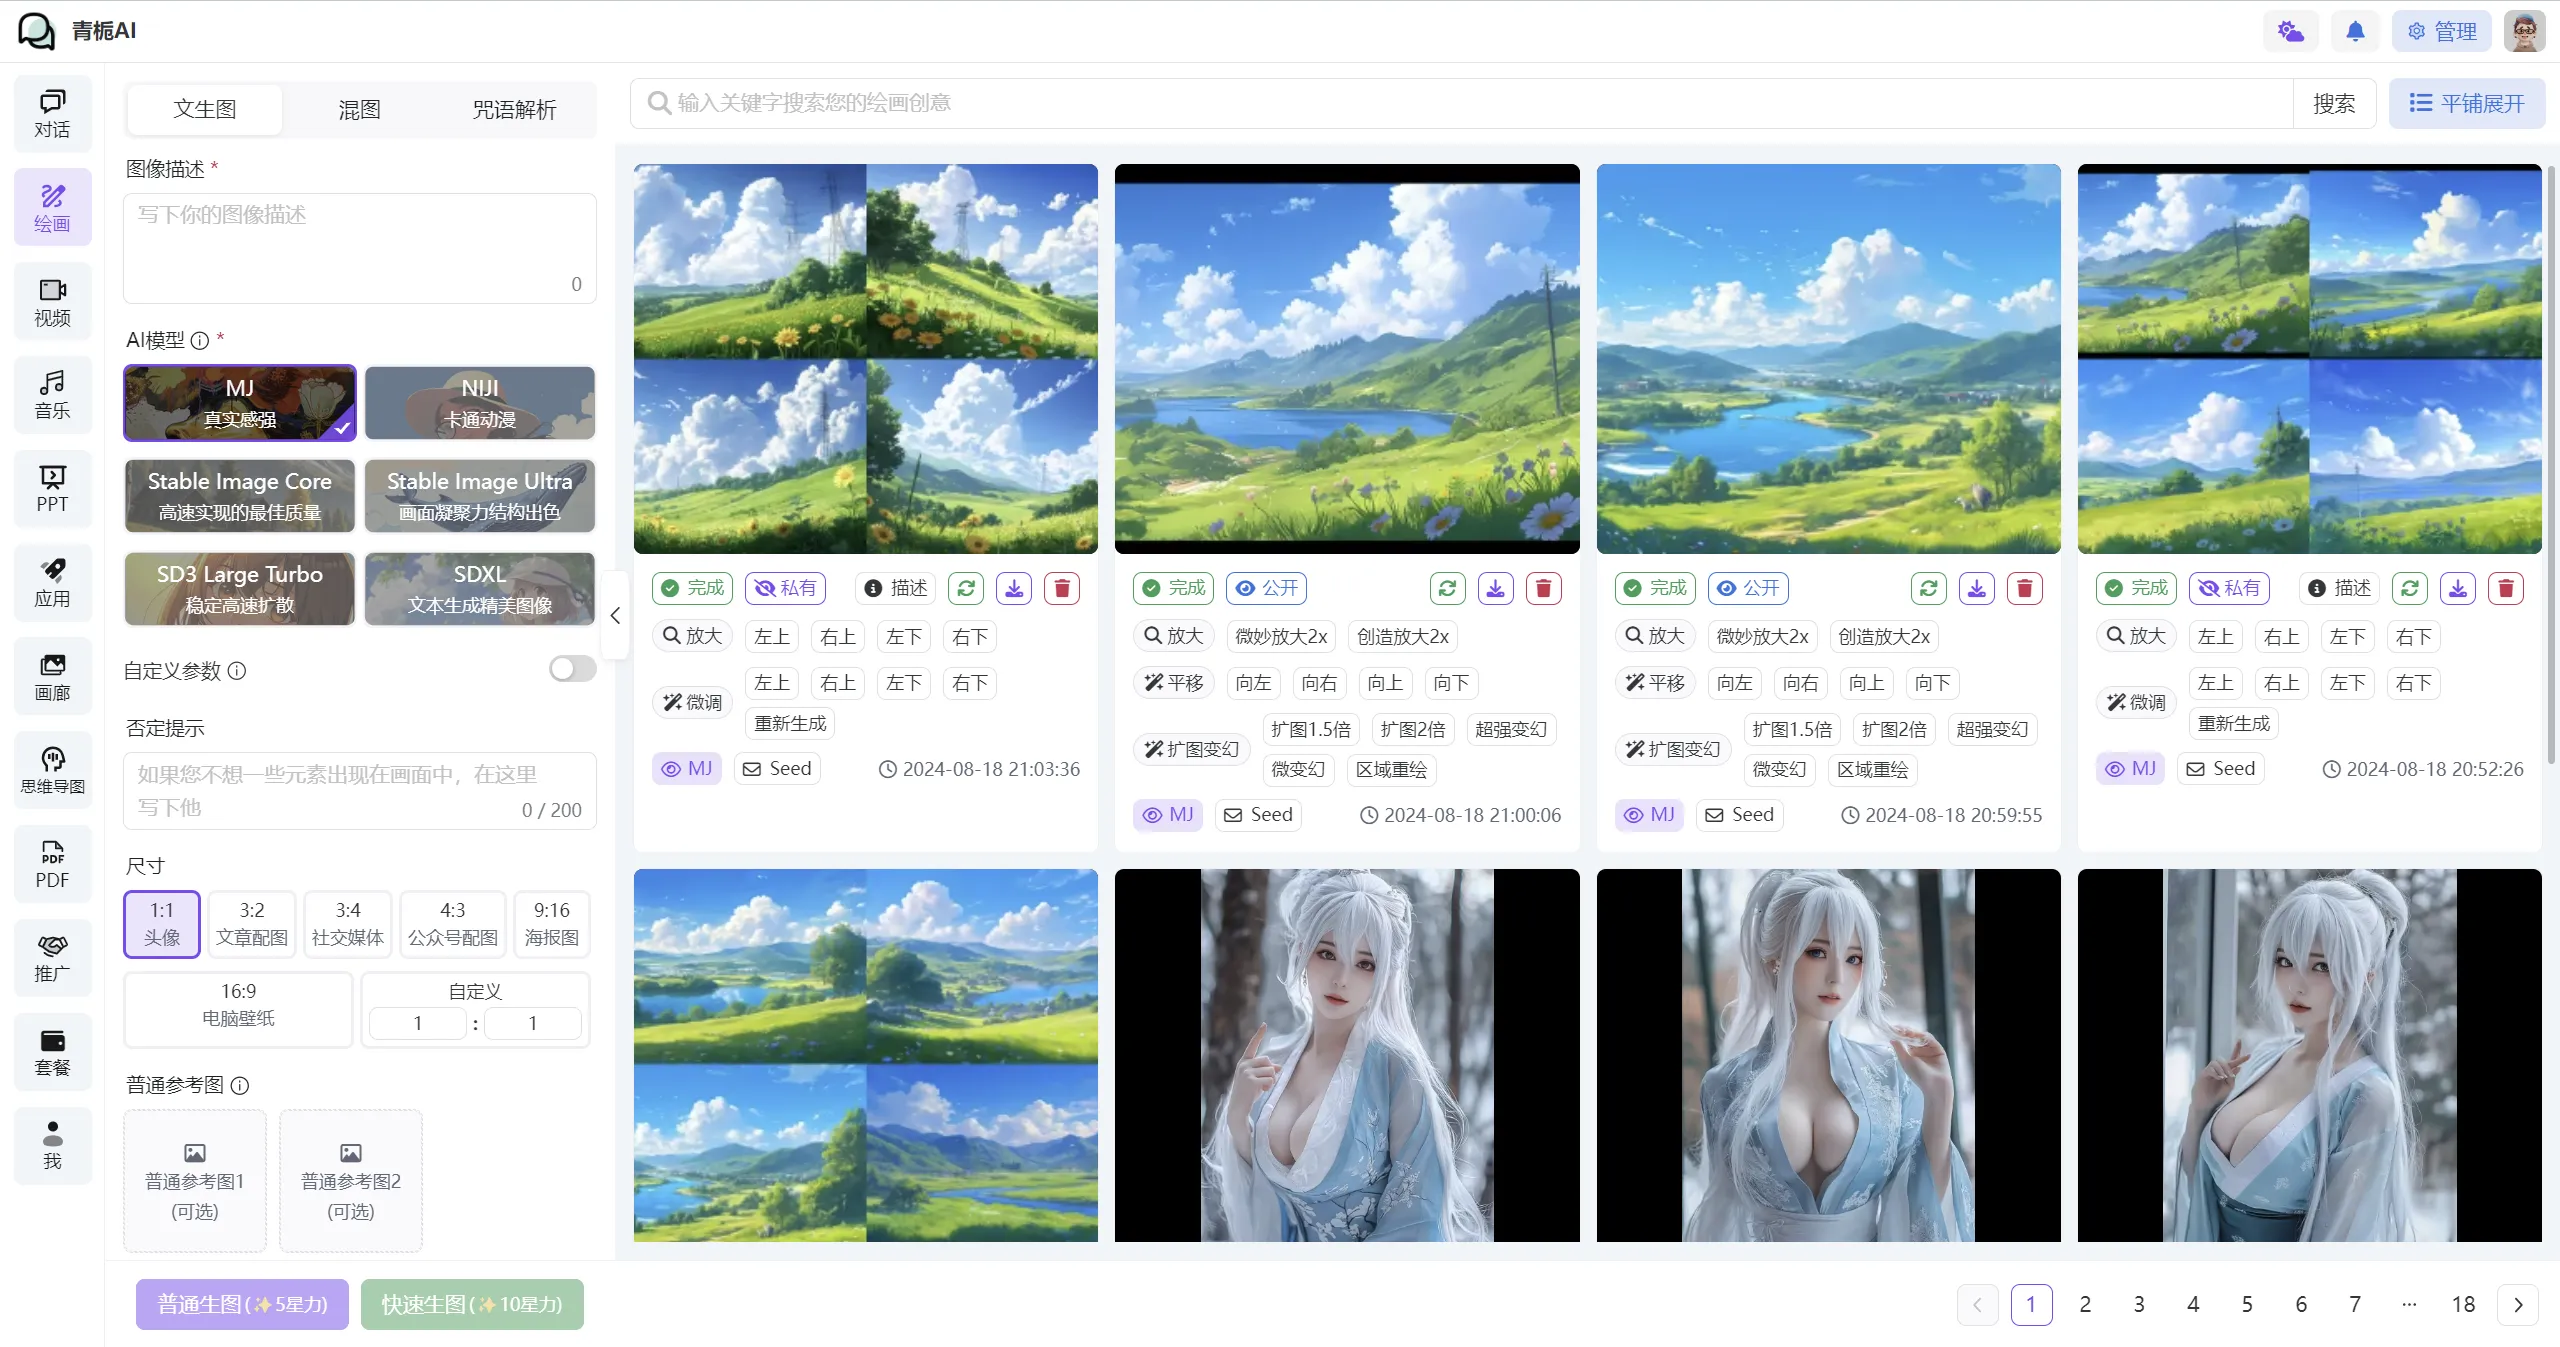 青栀AI
管理
对话
绘画
视频
音乐
PPT
应用
画廊
思维导图
PDF
PDF
推广
套餐
我
文生图
混图
咒语解析
图像描述 *
写下你的图像描述
0
AI模型 *
MJ
真实感强
NIJI
卡通动漫
Stable Image Core
高速实现的最佳质量
Stable Image Ultra
画面凝聚力结构出色
SD3 Large Turbo
稳定高速扩散
SDXL
文本生成精美图像
自定义参数
否定提示
如果您不想一些元素出现在画面中，在这里
写下他
0 / 200
尺寸
1:1
头像
3:2
文章配图
3:4
社交媒体
4:3
公众号配图
9:16
海报图
16:9
电脑壁纸
自定义
1 : 1
普通参考图
普通参考图1
(可选)
普通参考图2
(可选)
普通生图(✨5星力)
快速生图(✨10星力)
输入关键字搜索您的绘画创意
搜索
平铺展开
完成 私有 描述
放大 左上 右上 左下 右下
微调 左上 右上 左下 右下
重新生成
MJ Seed 2024-08-18 21:03:36
完成 公开
放大 微妙放大2x 创造放大2x
平移 向左 向右 向上 向下
扩图变幻 扩图1.5倍 扩图2倍 超强变幻
微变幻 区域重绘
MJ Seed 2024-08-18 21:00:06
完成 公开
放大 微妙放大2x 创造放大2x
平移 向左 向右 向上 向下
扩图变幻 扩图1.5倍 扩图2倍 超强变幻
微变幻 区域重绘
MJ Seed 2024-08-18 20:59:55
完成 私有 描述
放大 左上 右上 左下 右下
微调 左上 右上 左下 右下
重新生成
MJ Seed 2024-08-18 20:52:26
1 2 3 4 5 6 7 ··· 18